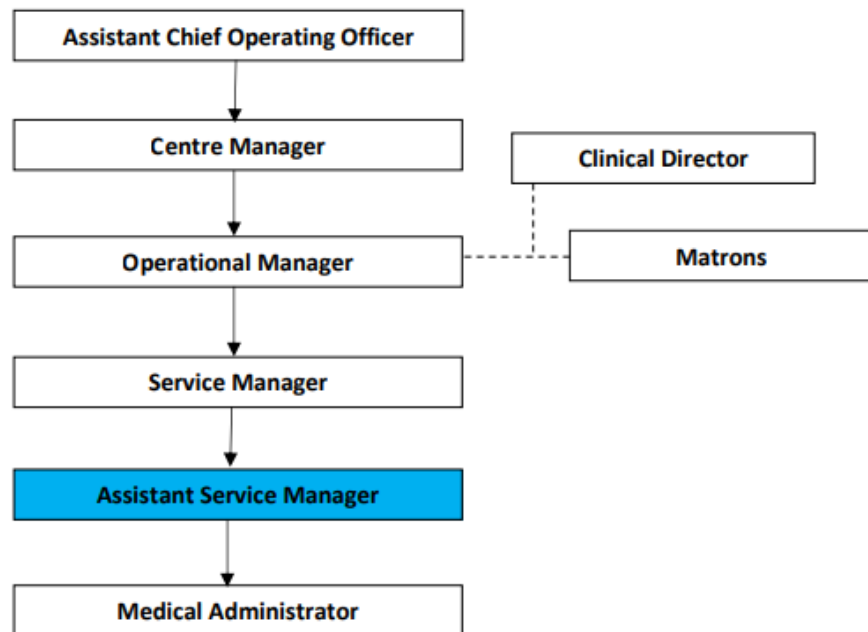 Assistant Chief Operating Officer
Centre Manager
Clinical Director
Operational Manager
Matrons
Service Manager
Assistant Service Manager
Medical Administrator